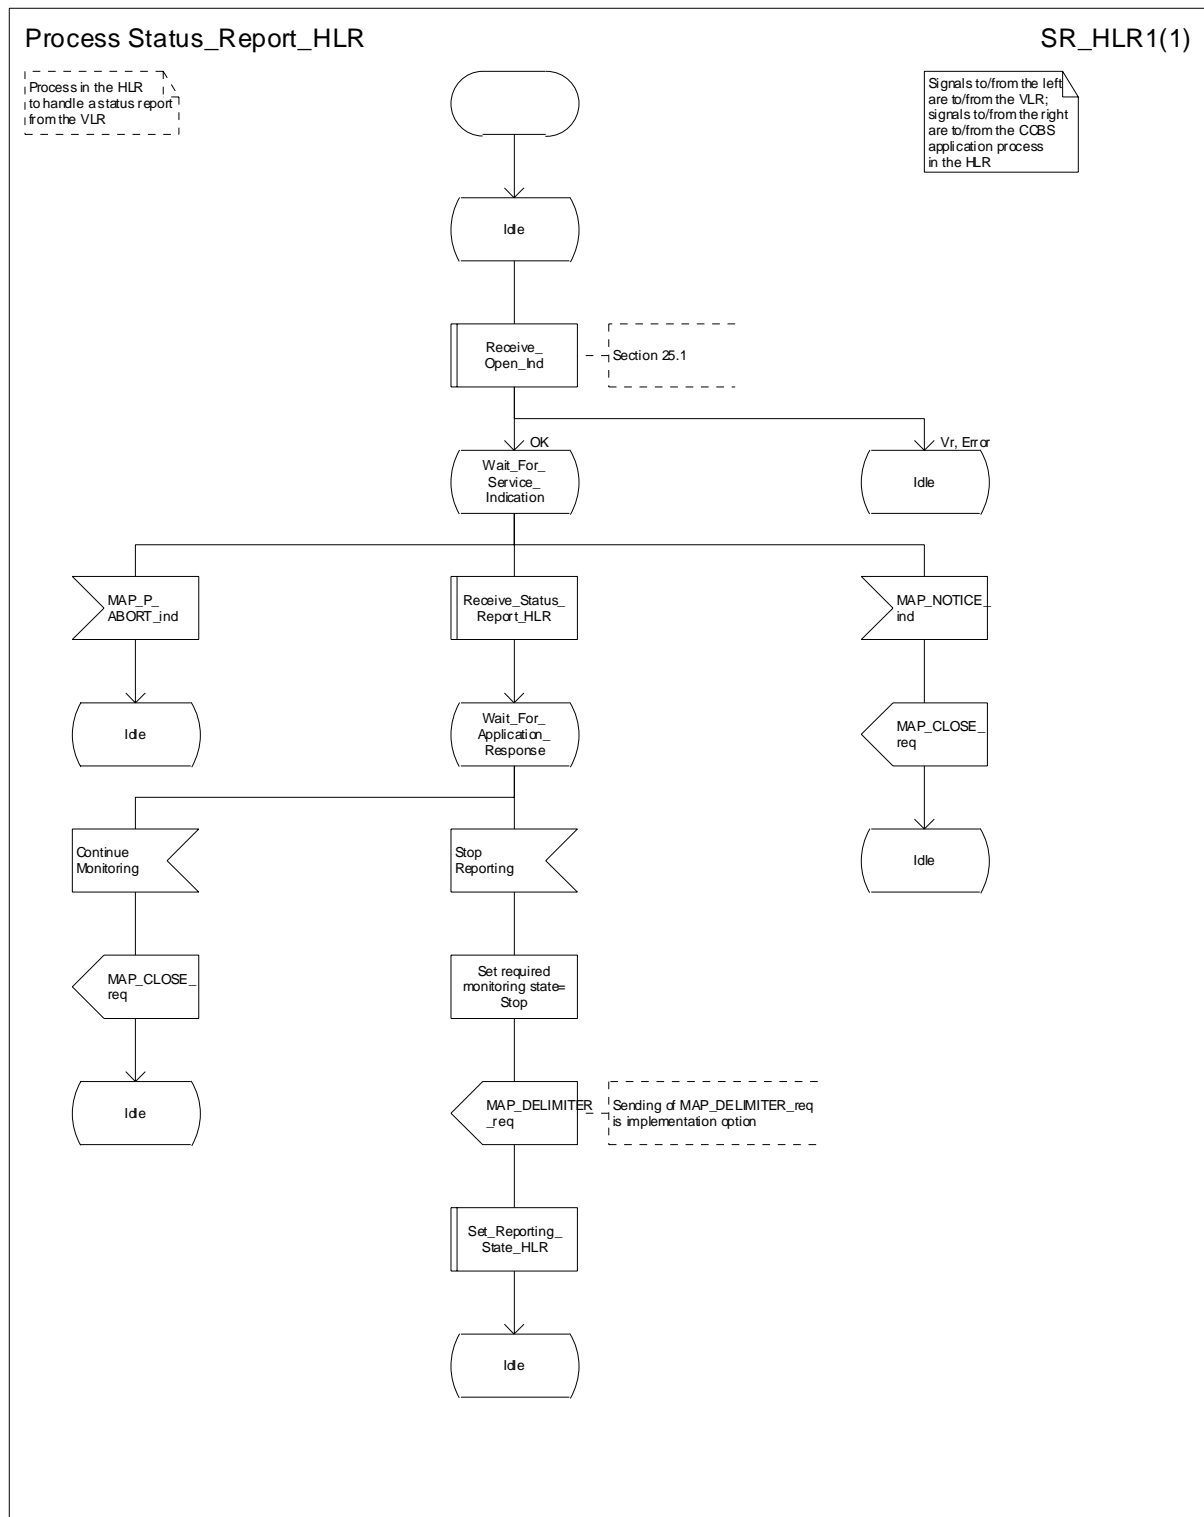 Process Status_Report_HLR
SR_HLR1(1)
Process in the HLR
to handle a status report
from the VLR
Signals to/from the left
are to/from the VLR;
signals to/from the right
are to/from the CCBS
application process
in the HLR
Idle
Receive_
Open_Ind
Section 25.1
OK
Vr, Error
Wait_For_
Service_
Indication
Idle
MAP_P_
ABORT_ind
Receive_Status_
Report_HLR
MAP_NOTICE_
ind
Idle
Wait_For_
Application_
Response
MAP_CLOSE_
req
Continue
Monitoring
Stop
Reporting
Idle
MAP_CLOSE_
req
Set required
monitoring state=
Stop
Idle
MAP_DELIMITER
_req
Sending of MAP_DELIMITER_req
is implementation option
Set_Reporting_
State_HLR
Idle